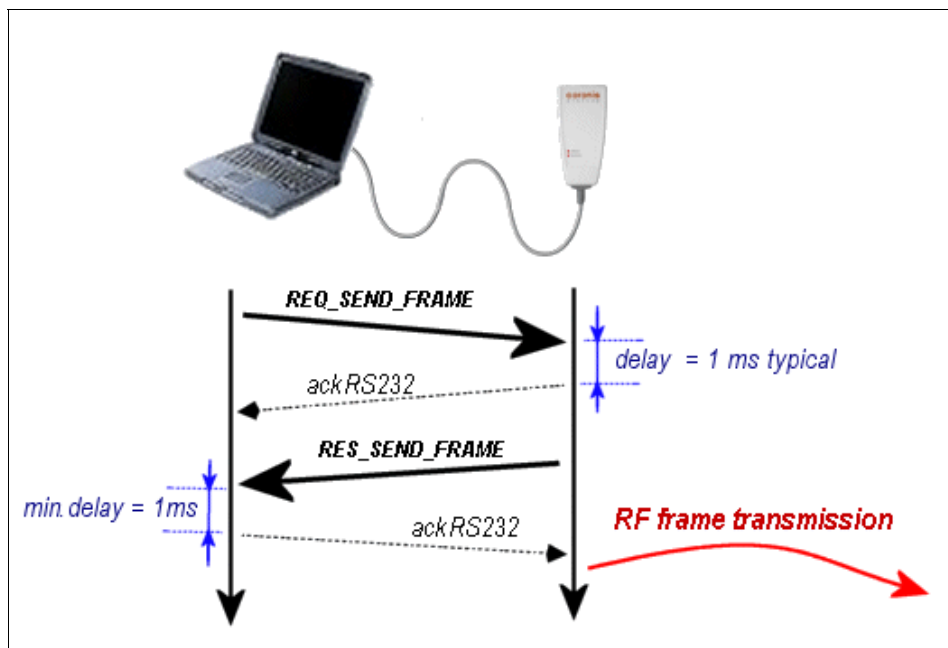 coronis
REQ_SEND_FRAME
delay = 1 ms typical
ackRS232
RES_SEND_FRAME
min.delay = 1ms
ackRS232
RF frame transmission